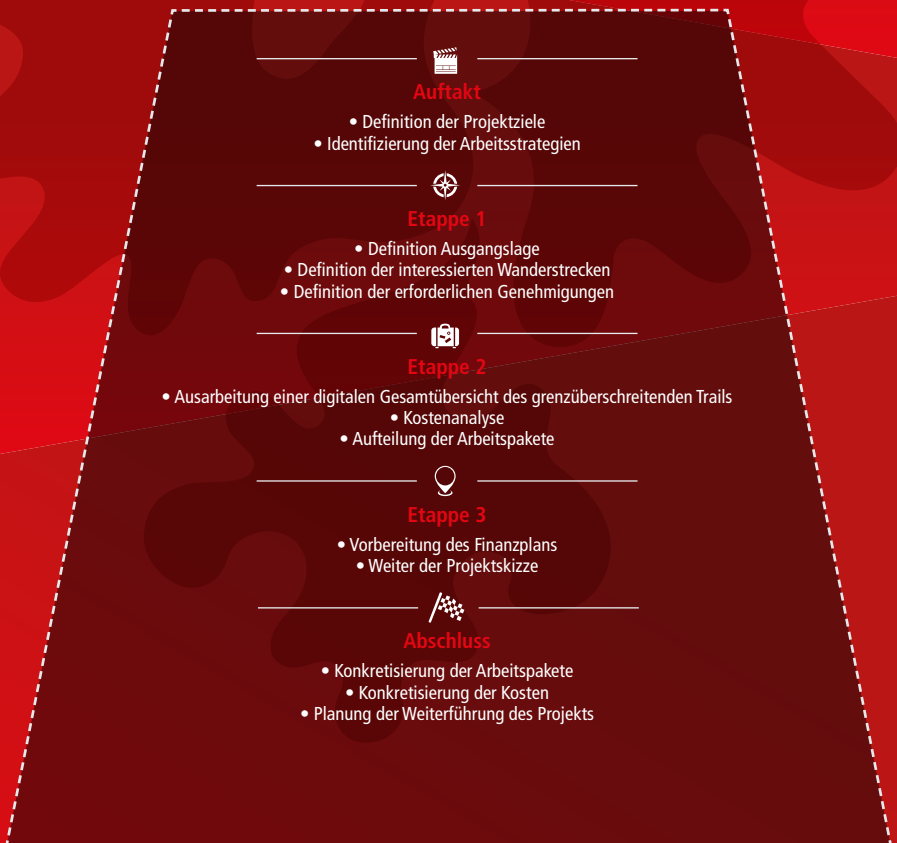 Auftakt
• Definition der Projektziele
• Identifizierung der Arbeitsstrategien
Etappe 1
• Definition Ausgangslage
• Definition der interessierten Wanderstrecken
• Definition der erforderlichen Genehmigungen
Etappe 2
• Ausarbeitung einer digitalen Gesamtübersicht des grenzüberschreitenden Trails
• Kostenanalyse
• Aufteilung der Arbeitspakete
Etappe 3
• Vorbereitung des Finanzplans
• Weiter der Projektskizze
Abschluss
• Konkretisierung der Arbeitspakete
• Konkretisierung der Kosten
• Planung der Weiterführung des Projekts